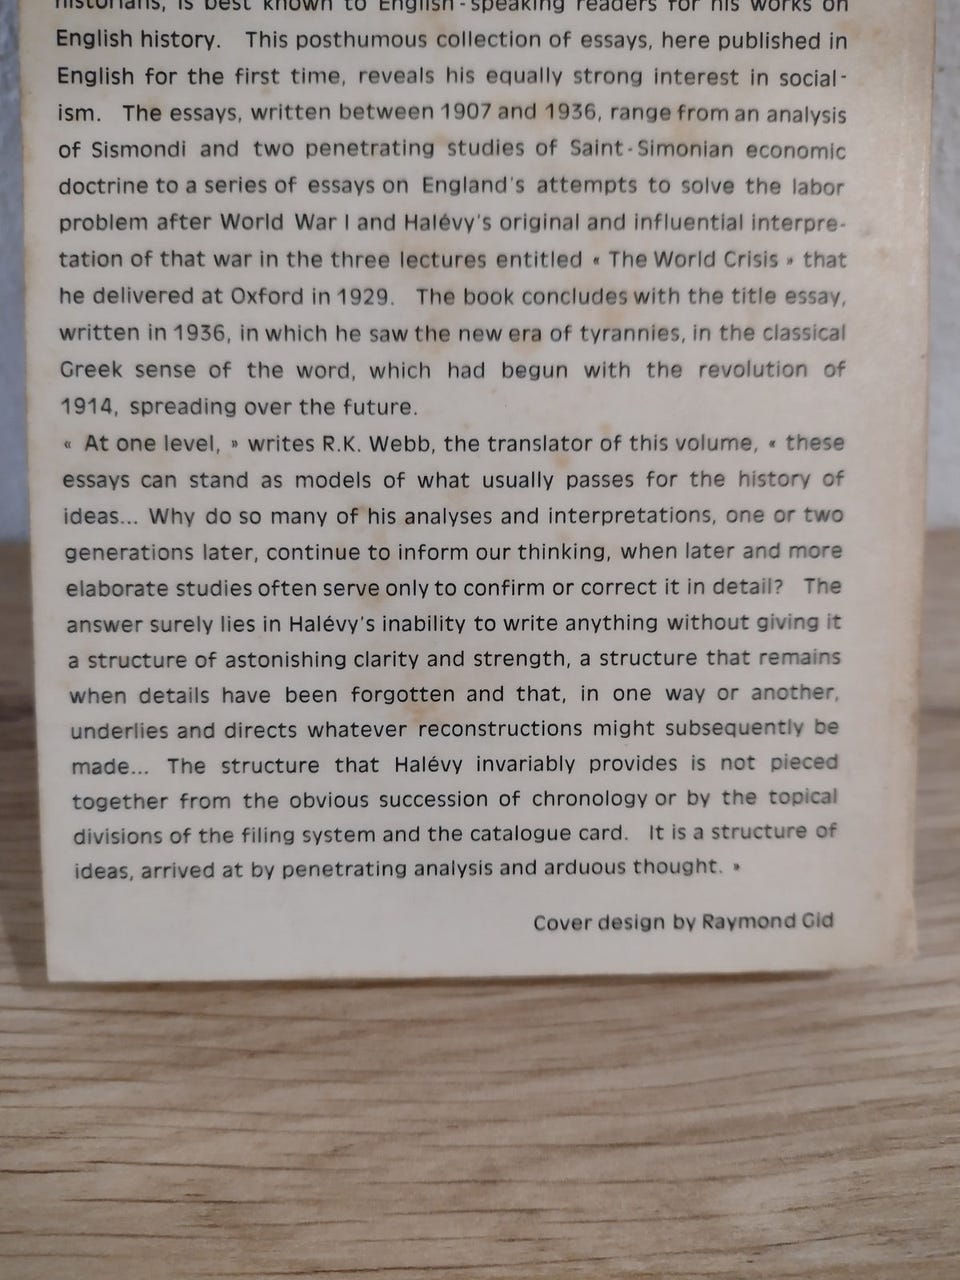 historians, is best known to English-speaking readers for his works on
English history. This posthumous collection of essays, here published in
English for the first time, reveals his equally strong interest in social-
ism. The essays, written between 1907 and 1936, range from an analysis
of Sismondi and two penetrating studies of Saint-Simonian economic
doctrine to a series of essays on England's attempts to solve the labor
problem after World War I and Halévy's original and influential interpre-
tation of that war in the three lectures entitled « The World Crisis » that
he delivered at Oxford in 1929. The book concludes with the title essay,
written in 1936, in which he saw the new era of tyrannies, in the classical
Greek sense of the word, which had begun with the revolution of
1914, spreading over the future.
« At one level, » writes R.K. Webb, the translator of this volume, « these
essays can stand as models of what usually passes for the history of
ideas... Why do so many of his analyses and interpretations, one or two
generations later, continue to inform our thinking, when later and more
elaborate studies often serve only to confirm or correct it in detail? The
answer surely lies in Halévy's inability to write anything without giving it
a structure of astonishing clarity and strength, a structure that remains
when details have been forgotten and that, in one way or another,
underlies and directs whatever reconstructions might subsequently be
made... The structure that Halévy invariably provides is not pieced
together from the obvious succession of chronology or by the topical
divisions of the filing system and the catalogue card. It is a structure of
ideas, arrived at by penetrating analysis and arduous thought. »
Cover design by Raymond Gid